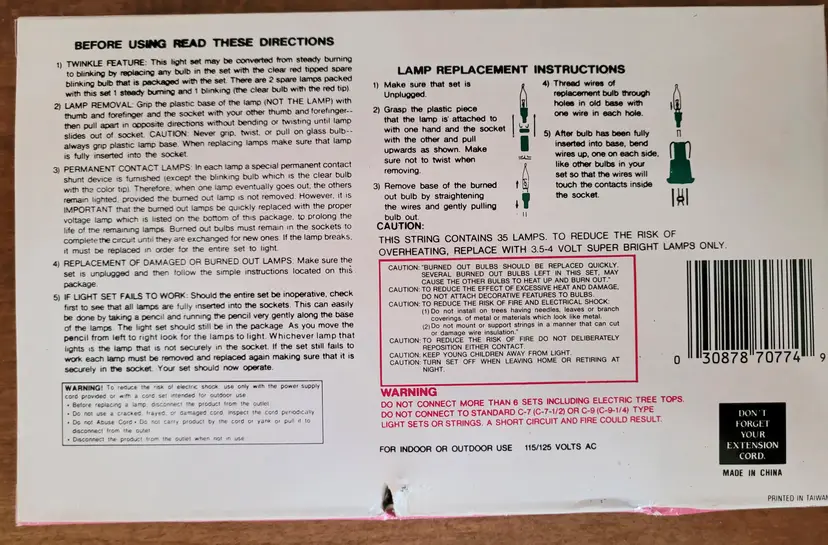 BEFORE USING READ THESE DIRECTIONS
1) TWINKLE FEATURE: This light set may be converted from steady burning
to blinking by replacing any bulb in the set with the clear red tipped spare
blinking bulb that is packaged with the set. There are 2 spare lamps packed
with this set 1 steady burning and 1 blinking (the clear bulb with the red tip).
2) LAMP REMOVAL: Grip the plastic base of the lamp (NOT THE LAMP) with
thumb and forefinger and the socket with your other thumb and forefinger--
then pull apart in opposite directions without bending or twisting until lamp
slides out of socket. CAUTION: Never grip, twist, or pull on glass bulb--
always grip plastic lamp base. When replacing lamps make sure that lamp
is fully inserted into the socket.
3) PERMANENT CONTACT LAMPS: In each lamp a special permanent contact
shunt device is furnished (except the blinking bulb which is the clear bulb
with the color tip). Therefore, when one lamp eventually goes out, the others
remain lighted, provided the burned out lamp is not removed. However, it is
IMPORTANT that the burned out lamps be quickly replaced with the proper
voltage lamp which is listed on the bottom of this package, to prolong the
life of the remaining lamps. Burned out bulbs must remain in the sockets to
complete the circuit until they are exchanged for new ones. If the lamp breaks,
it must be replaced in order for the entire set to light.
4) REPLACEMENT OF DAMAGED OR BURNED OUT LAMPS. Make sure the
set is unplugged and then follow the simple instructions located on this
package.
5) IF LIGHT SET FAILS TO WORK: Should the entire set be inoperative, check
first to see that all lamps are fully inserted into the sockets. This can easily
be done by taking a pencil and running the pencil very gently along the base
of the lamps. The light set should still be in the package. As you move the
pencil from left to right look for the lamps to light. Whichever lamp that
lights is the lamp that is not securely in the socket. If the set still fails to
work each lamp must be removed and replaced again making sure that it is
securely in the socket. Your set should now operate.
WARNING! To reduce the risk of electric shock, use only with the power supply
cord provided or with a cord set intended for outdoor use.
• Before replacing a lamp, disconnect the product from the outlet.
• Do not use a cracked, frayed, or damaged cord. Inspect the cord periodically.
• Do not Abuse Cord • Do not carry product by the cord or yank or pull it to
disconnect from the outlet
• Disconnect the product from the outlet when not in use
LAMP REPLACEMENT INSTRUCTIONS
1) Make sure that set is
Unplugged.
2) Grasp the plastic piece
that the lamp is attached to
with one hand and the socket
with the other and pull
upwards as shown. Make
sure not to twist when
removing.
3) Remove base of the burned
out bulb by straightening
the wires and gently pulling
bulb out.
4) Thread wires of
replacement bulb through
holes in old base with
one wire in each hole.
5) After bulb has been fully
inserted into base, bend
wires up, one on each side,
like other bulbs in your
set so that the wires will
touch the contacts inside
the socket.
CAUTION:
THIS STRING CONTAINS 35 LAMPS. TO REDUCE THE RISK OF
OVERHEATING, REPLACE WITH 3.5-4 VOLT SUPER BRIGHT LAMPS ONLY.
CAUTION: "BURNED OUT BULBS SHOULD BE REPLACED QUICKLY.
SEVERAL BURNED OUT BULBS LEFT IN THIS SET, MAY
CAUSE THE OTHER BULBS TO HEAT UP AND BURN OUT."
CAUTION: TO REDUCE THE EFFECT OF EXCESSIVE HEAT AND DAMAGE,
DO NOT ATTACH DECORATIVE FEATURES TO BULBS.
CAUTION: TO REDUCE THE RISK OF FIRE AND ELECTRICAL SHOCK:
(1) Do not install on trees having needles, leaves or branch
coverings, of metal or materials which look like metal.
(2) Do not mount or support strings in a manner that can cut
or damage wire insulation."
CAUTION: TO REDUCE THE RISK OF FIRE DO NOT DELIBERATELY
REPOSITION EITHER CONTACT.
CAUTION: KEEP YOUNG CHILDREN AWAY FROM LIGHT.
CAUTION: TURN SET OFF WHEN LEAVING HOME OR RETIRING AT
NIGHT.
WARNING
DO NOT CONNECT MORE THAN 6 SETS INCLUDING ELECTRIC TREE TOPS.
DO NOT CONNECT TO STANDARD C-7 (C-7-1/2) OR C-9 (C-9-1/4) TYPE
LIGHT SETS OR STRINGS. A SHORT CIRCUIT AND FIRE COULD RESULT.
FOR INDOOR OR OUTDOOR USE 115/125 VOLTS AC
0 30878 70774 9
DON'T
FORGET
YOUR
EXTENSION
CORD.
MADE IN CHINA
PRINTED IN TAIWAN